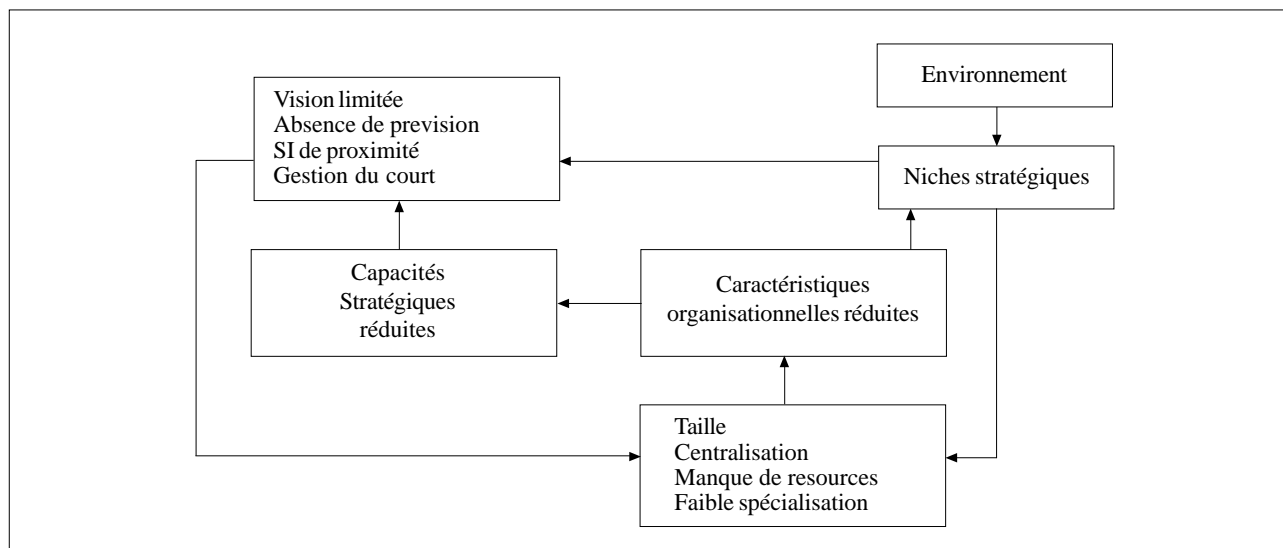 Environnement
Vision limitée
Absence de prevision
SI de proximité
Gestion du court
Niches stratégiques
Capacités
Stratégiques
réduites
Caractéristiques
organisationnelles réduites
Taille
Centralisation
Manque de resources
Faible spécialisation